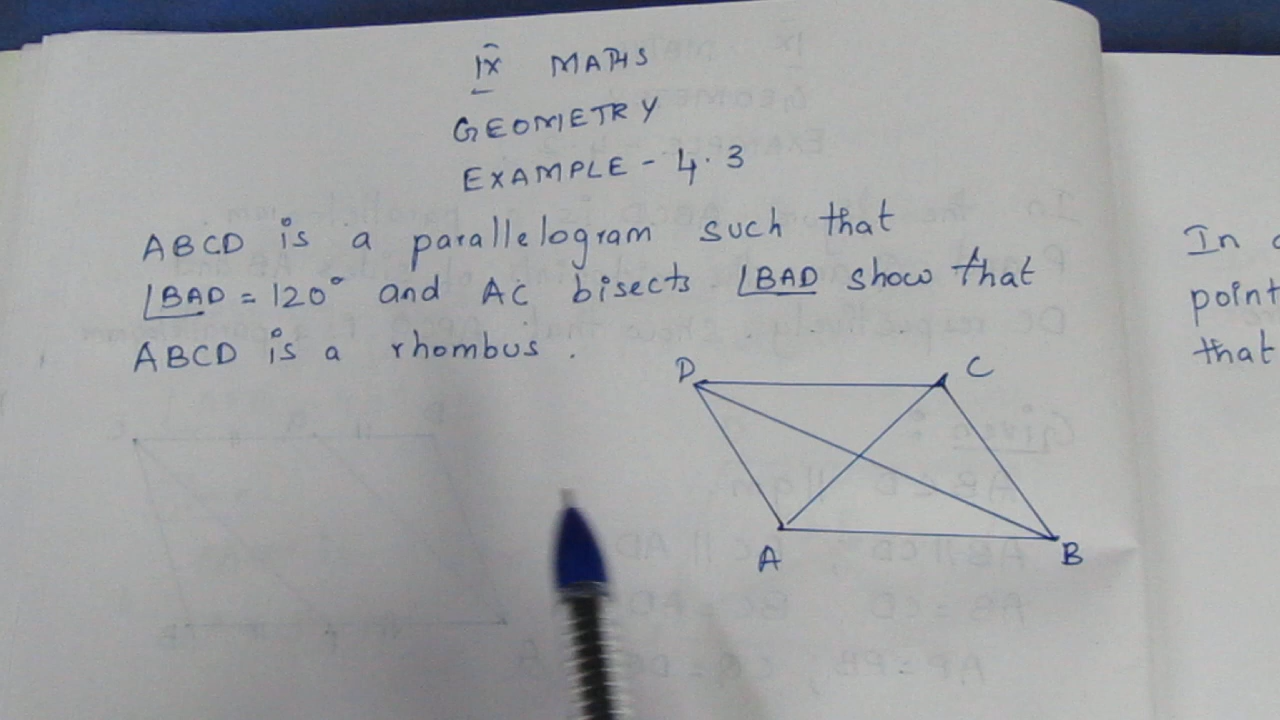 IX MATHS
GEOMETRY
EXAMPLE - 4.3
ABCD is a parallelogram such that
∠BAD = 120° and AC bisects ∠BAD show that
ABCD is a rhombus.
D C
A B
In
point
that